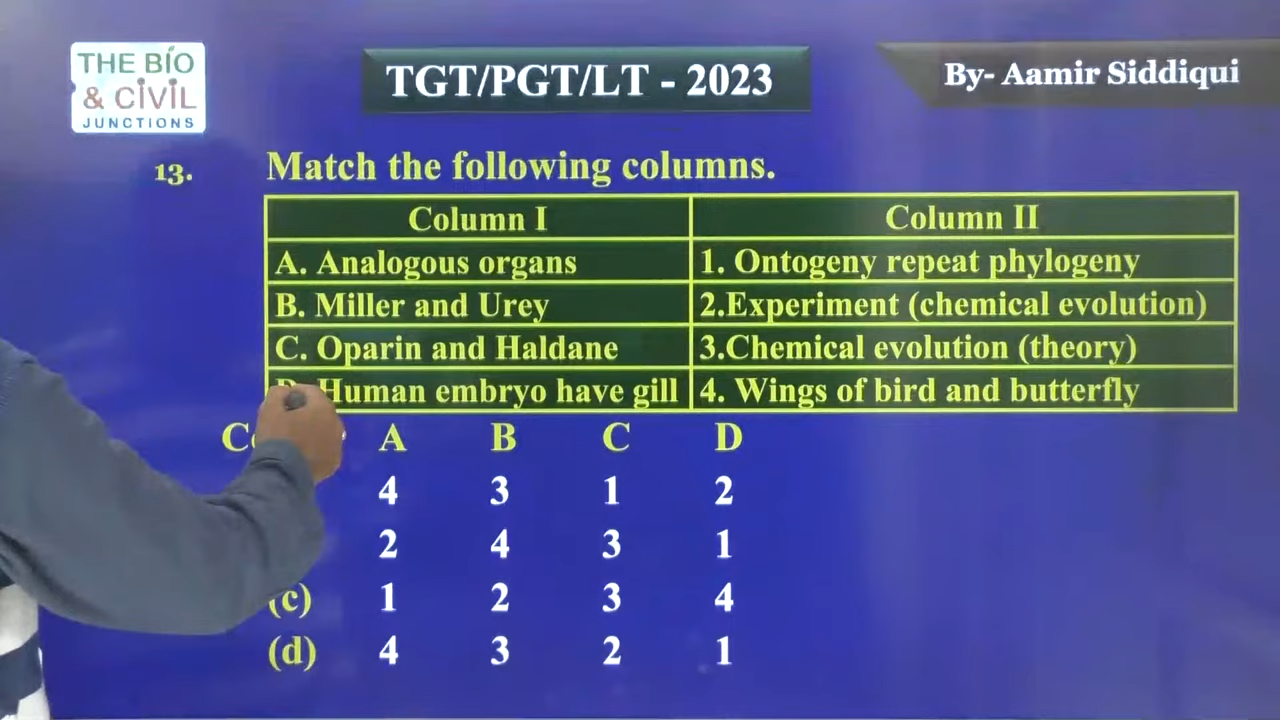 THE BIO
& CIVIL
JUNCTIONS
TGT/PGT/LT - 2023
By- Aamir Siddiqui
13. Match the following columns.
Column I Column II
A. Analogous organs 1. Ontogeny repeat phylogeny
B. Miller and Urey 2.Experiment (chemical evolution)
C. Oparin and Haldane 3.Chemical evolution (theory)
Human embryo have gill 4. Wings of bird and butterfly
A B C D
4 3 1 2
2 4 3 1
(c) 1 2 3 4
(d) 4 3 2 1